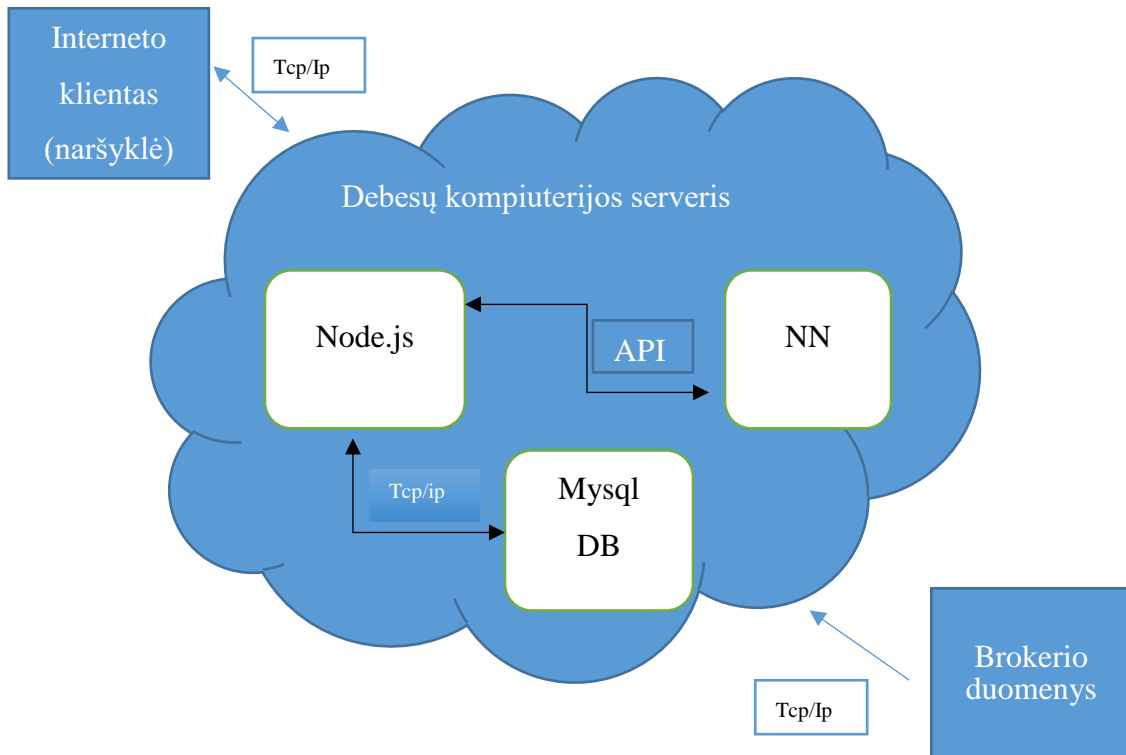 Interneto
klientas
(naršyklė)
Tcp/Ip
Debesų kompiuterijos serveris
Node.js
API
NN
Tcp/ip
Mysql
DB
Brokerio
duomenys
Tcp/Ip